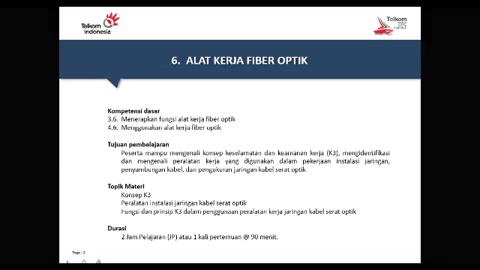 Telkom
Indonesia
Telkom
6. ALAT KERJA FIBER OPTIK
Kompetensi dasar
3.6. Menerapkan fungsi alat kerja fiber optik
4.6. Menggunakan alat kerja fiber optik
Tujuan pembelajaran
Peserta mampu mengenali konsep keselamatan dan keamanan kerja (K3), mengidentifikasi
dan mengenali peralatan kerja yang digunakan dalam pekerjaan instalasi jaringan,
penyambungan kabel, dan pengukuran jaringan kabel serat optik
Topik Materi
Konsep K3
Peralatan instalasi jaringan kabel serat optik
Fungsi dan prinsip K3 dalam penggunaan peralatan kerja jaringan kabel serat optik
Durasi
2 Jam Pelajaran (JP) atau 1 kali pertemuan @ 90 menit.
Page : 2